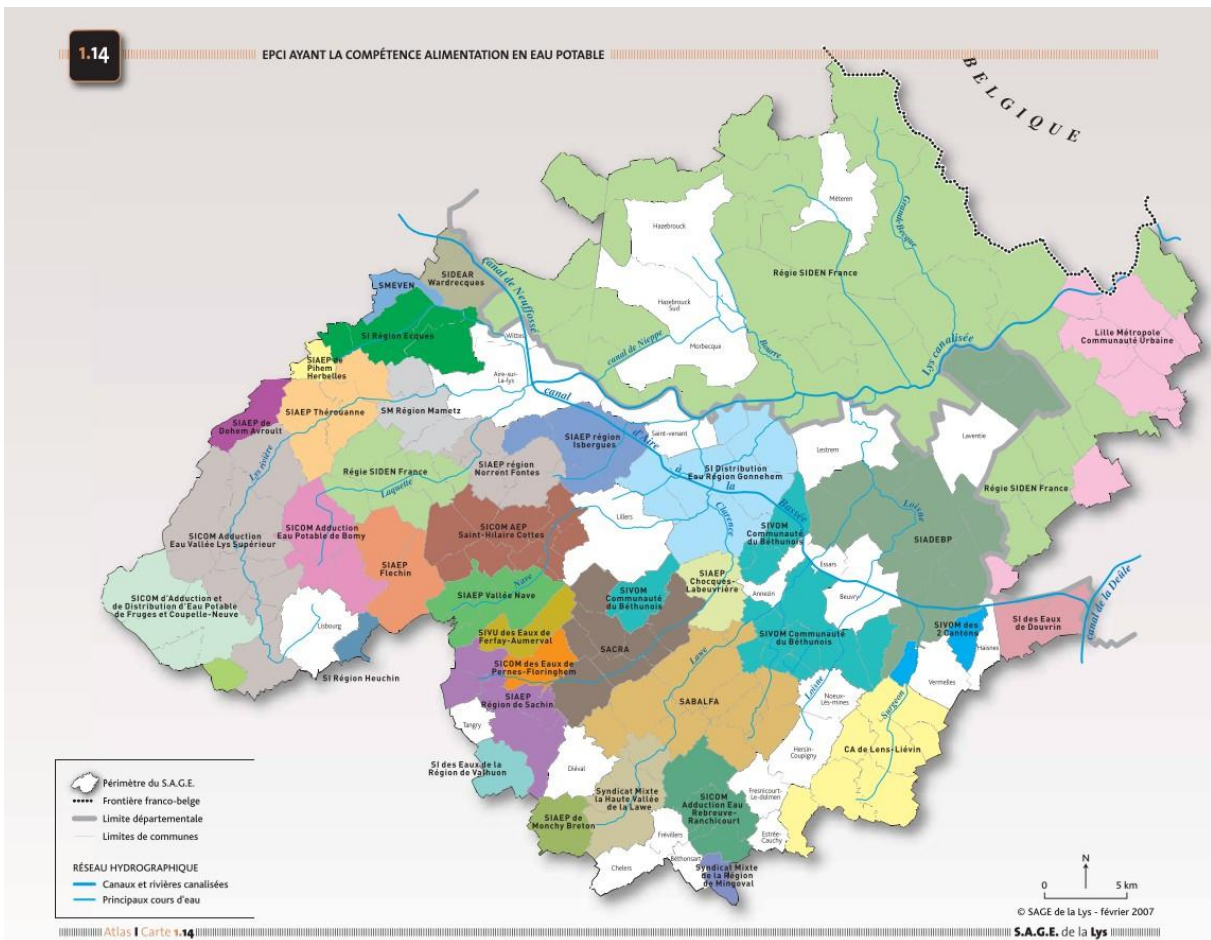 1.14
EPCI AYANT LA COMPÉTENCE ALIMENTATION EN EAU POTABLE
BELGIQUE
Méteren
Grande Becque
Hazebrouck
SIDEAR
Wardrecques
canal de Neuffossé
Régie SIDEN France
SMEVEN
Hazebrouck
Sud
SI Région Ecques
Wittes
canal de Nieppe
Morbecque
Bourre
Lys canalisée
Lille Métropole
Communauté Urbaine
SIAEP de
Pihem
Herbelles
Aire-sur-
La-lys
canal
d'Aire
à
la
Bassée
SIAEP de
Dohem Avroult
SIAEP Thérouanne
SM Région Mametz
SIAEP région
Isbergues
Saint-venant
Lestrem
Laventie
Lys rivière
Régie SIDEN France
Laquette
SIAEP région
Norrent Fontes
SI Distribution
Eau Région Gonnehem
Régie SIDEN France
Clarence
Loisne
SICOM Adduction
Eau Vallée Lys Supérieur
SICOM Adduction
Eau Potable de Bomy
SICOM AEP
Saint-Hilaire Cottes
Lillers
SIVOM
Communauté
du Béthunois
SIADEBP
SIAEP
Flechin
SIAEP
Chocques-
Labeuvrière
Essars
Annezin
Beuvry
SICOM d'Adduction et
de Distribution d'Eau Potable
de Fruges et Coupelle-Neuve
Nave
SIAEP Vallée Nave
SIVOM
Communauté
du Béthunois
canal de la Deûle
Lisbourg
SIVU des Eaux de
Ferfay-Aumerval
SIVOM Communauté
du Béthunois
SIVOM des
2 Cantons
SI des Eaux
de Douvrin
SACRA
Lawe
Haisnes
SICOM des Eaux de
Pernes-Floringhem
SI Région Heuchin
Loisne
Vermelles
SIAEP
Région de Sachin
SABALFA
Noeux-
Lès-mines
Surgeon
Tangry
Hersin-
Coupigny
CA de Lens-Liévin
SI des Eaux de la
Région de Valhuon
Diéval
Syndicat Mixte
la Haute Vallée
de la Lawe
SICOM
Adduction Eau
Rebreuve-
Ranchicourt
Fresnicourt-
Le-dolmen
SIAEP de
Monchy Breton
Frévillers
Estrée-
Cauchy
Béthonsart
Chelers
Syndicat Mixte
de la Région
de Mingoval
Périmètre du S.A.G.E.
Frontière franco-belge
Limite départementale
Limites de communes
RÉSEAU HYDROGRAPHIQUE
Canaux et rivières canalisées
Principaux cours d'eau
N
0 5 km
© SAGE de la Lys - février 2007
Atlas I Carte 1.14
S.A.G.E. de la Lys